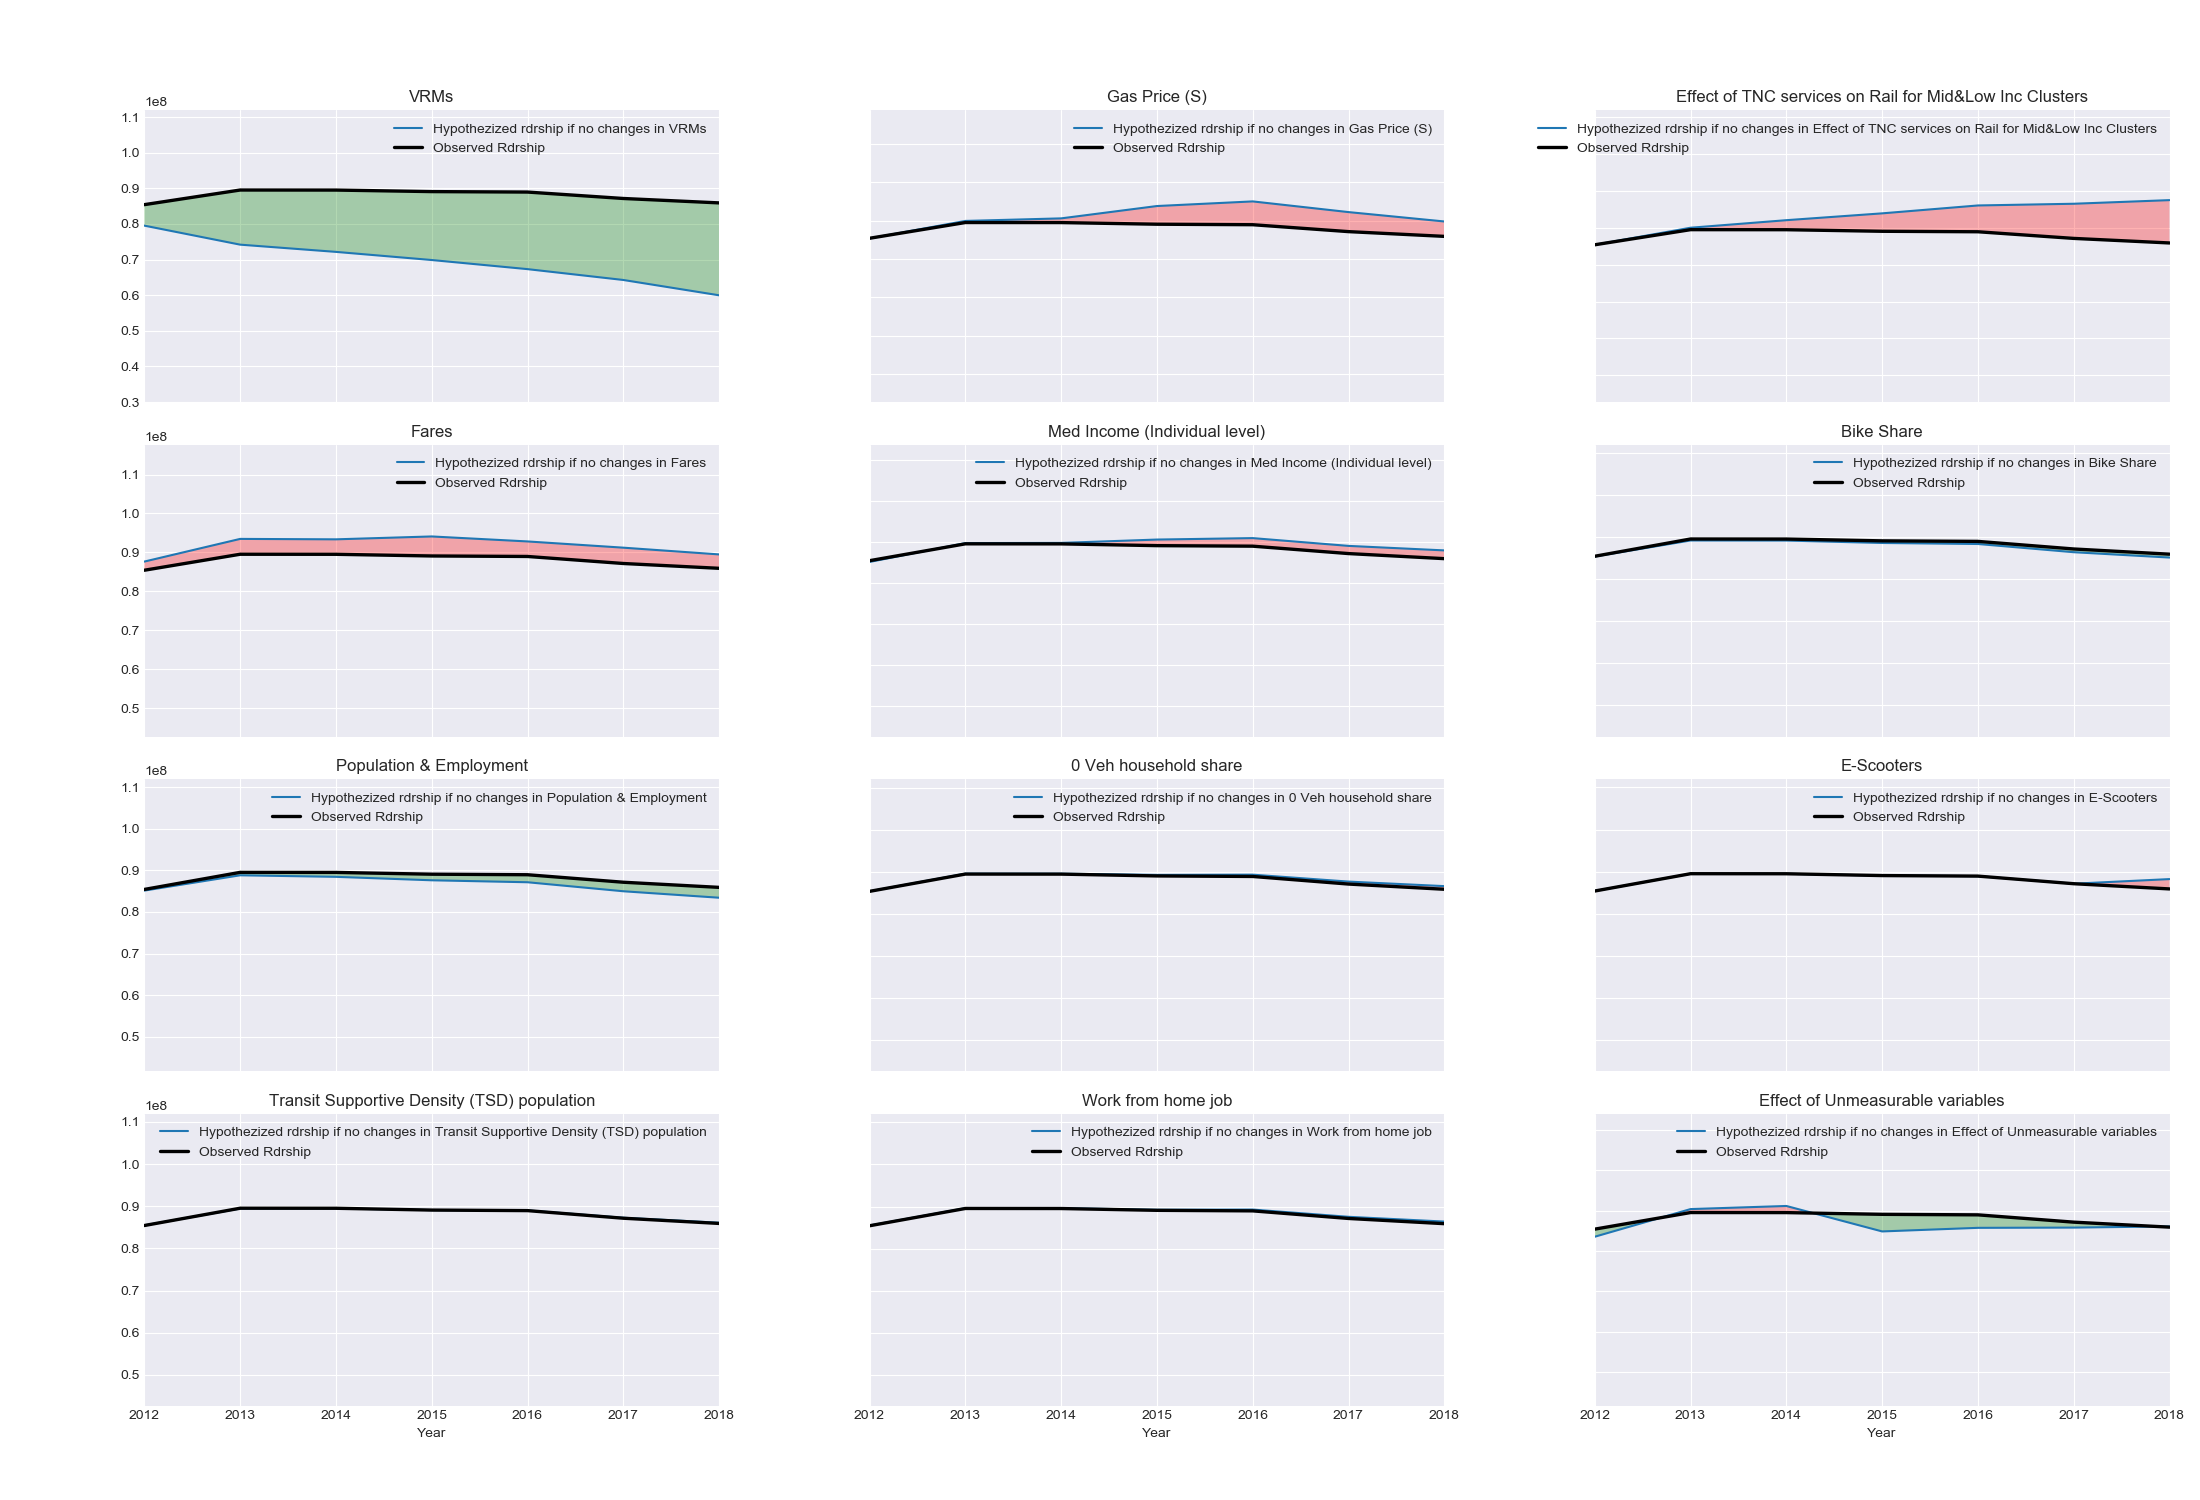 VRMs
1e8
Hypothezized rdrship if no changes in VRMs
Observed Rdrship
1.1
1.0
0.9
0.8
0.7
0.6
0.5
0.4
0.3
Gas Price (S)
Hypothezized rdrship if no changes in Gas Price (S)
Observed Rdrship
Effect of TNC services on Rail for Mid&Low Inc Clusters
Hypothezized rdrship if no changes in Effect of TNC services on Rail for Mid&Low Inc Clusters
Observed Rdrship
Fares
1e8
Hypothezized rdrship if no changes in Fares
Observed Rdrship
1.1
1.0
0.9
0.8
0.7
0.6
0.5
Med Income (Individual level)
Hypothezized rdrship if no changes in Med Income (Individual level)
Observed Rdrship
Bike Share
Hypothezized rdrship if no changes in Bike Share
Observed Rdrship
Population & Employment
1e8
Hypothezized rdrship if no changes in Population & Employment
Observed Rdrship
1.1
1.0
0.9
0.8
0.7
0.6
0.5
0 Veh household share
Hypothezized rdrship if no changes in 0 Veh household share
Observed Rdrship
E-Scooters
Hypothezized rdrship if no changes in E-Scooters
Observed Rdrship
Transit Supportive Density (TSD) population
1e8
Hypothezized rdrship if no changes in Transit Supportive Density (TSD) population
Observed Rdrship
1.1
1.0
0.9
0.8
0.7
0.6
0.5
2012 2013 2014 2015 2016 2017 2018
Year
Work from home job
Hypothezized rdrship if no changes in Work from home job
Observed Rdrship
2012 2013 2014 2015 2016 2017 2018
Year
Effect of Unmeasurable variables
Hypothezized rdrship if no changes in Effect of Unmeasurable variables
Observed Rdrship
2012 2013 2014 2015 2016 2017 2018
Year